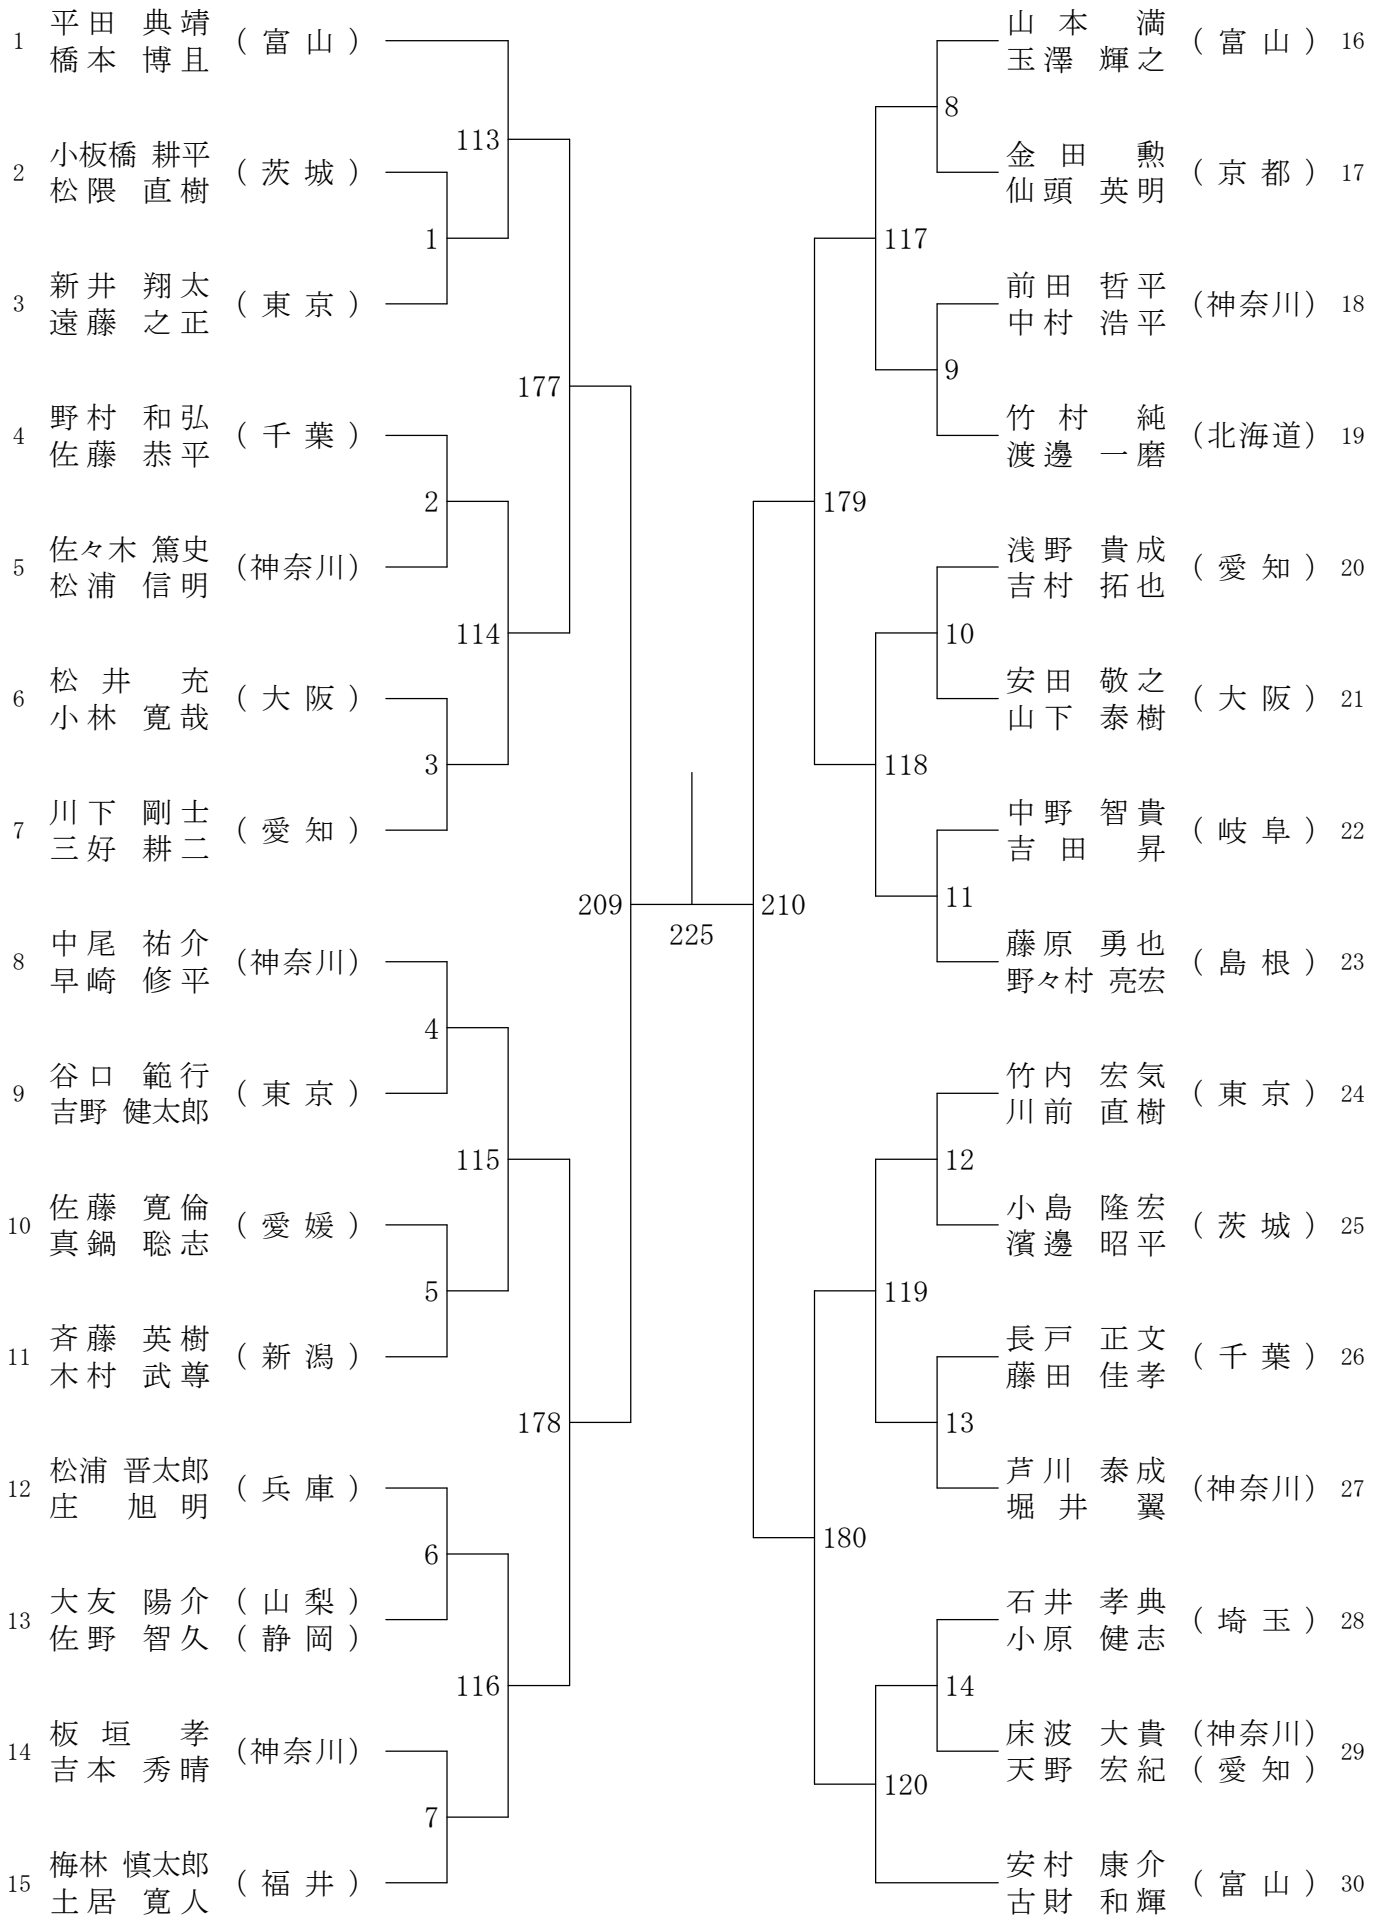 1 平田 典靖 (富山)
橋本 博且
2 小板橋 耕平 (茨城)
松隈 直樹
3 新井 翔太 (東京)
遠藤 之正
4 野村 和弘 (千葉)
佐藤 恭平
5 佐々木 篤史 (神奈川)
松浦 信明
6 松井 充 (大阪)
小林 寛哉
7 川下 剛士 (愛知)
三好 耕二
8 中尾 祐介 (神奈川)
早崎 修平
9 谷口 範行 (東京)
吉野 健太郎
10 佐藤 寛倫 (愛媛)
真鍋 聡志
11 斉藤 英樹 (新潟)
木村 武尊
12 松浦 晋太郎 (兵庫)
庄 旭明
13 大友 陽介 (山梨)
佐野 智久 (静岡)
14 板垣 孝 (神奈川)
吉本 秀晴
15 梅林 慎太郎 (福井)
土居 寛人
113
1
177
2
114
3
209
4
115
5
178
6
116
7
225
8
117
9
179
10
118
11
210
12
119
13
180
14
120
山本 満 (富山) 16
玉澤 輝之
金田 勲 (京都) 17
仙頭 英明
前田 哲平 (神奈川) 18
中村 浩平
竹村 純 (北海道) 19
渡邊 一磨
浅野 貴成 (愛知) 20
吉村 拓也
安田 敬之 (大阪) 21
山下 泰樹
中野 智貴 (岐阜) 22
吉田 昇
藤原 勇也 (島根) 23
野々村 亮宏
竹内 宏気 (東京) 24
川前 直樹
小島 隆宏 (茨城) 25
濱邊 昭平
長戸 正文 (千葉) 26
藤田 佳孝
芦川 泰成 (神奈川) 27
堀井 翼
石井 孝典 (埼玉) 28
小原 健志
床波 大貴 (神奈川) 29
天野 宏紀 (愛知)
安村 康介 (富山) 30
古財 和輝